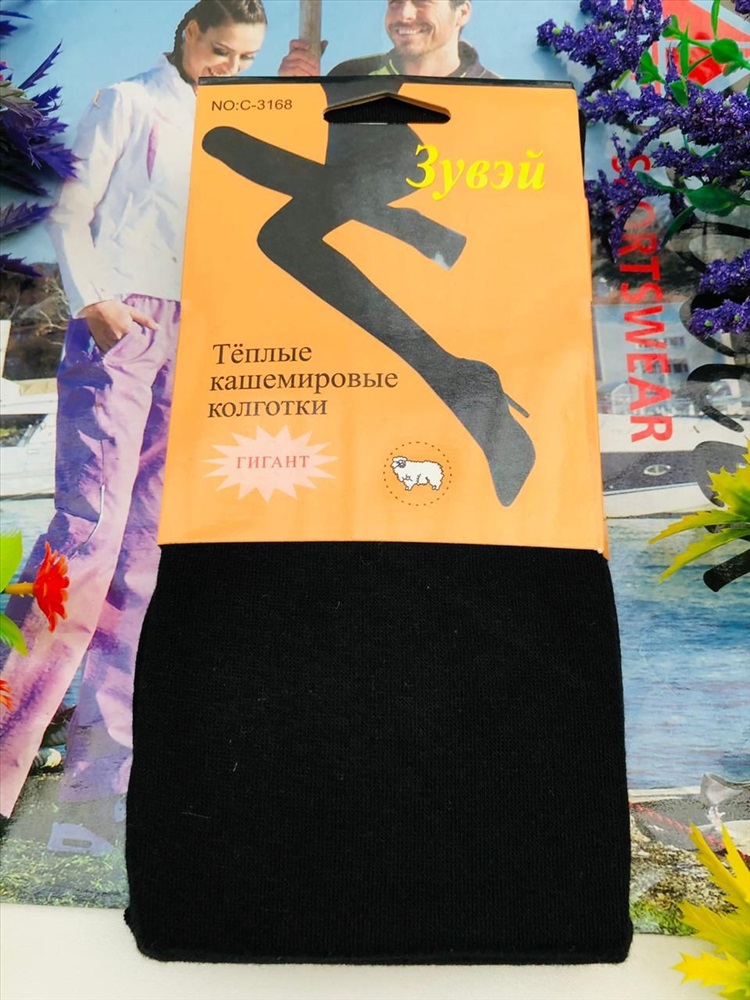 NO:C-3168
Зувэй
Тёплые
кашемировые
колготки
ГИГАНТ
SPORTSWEAR